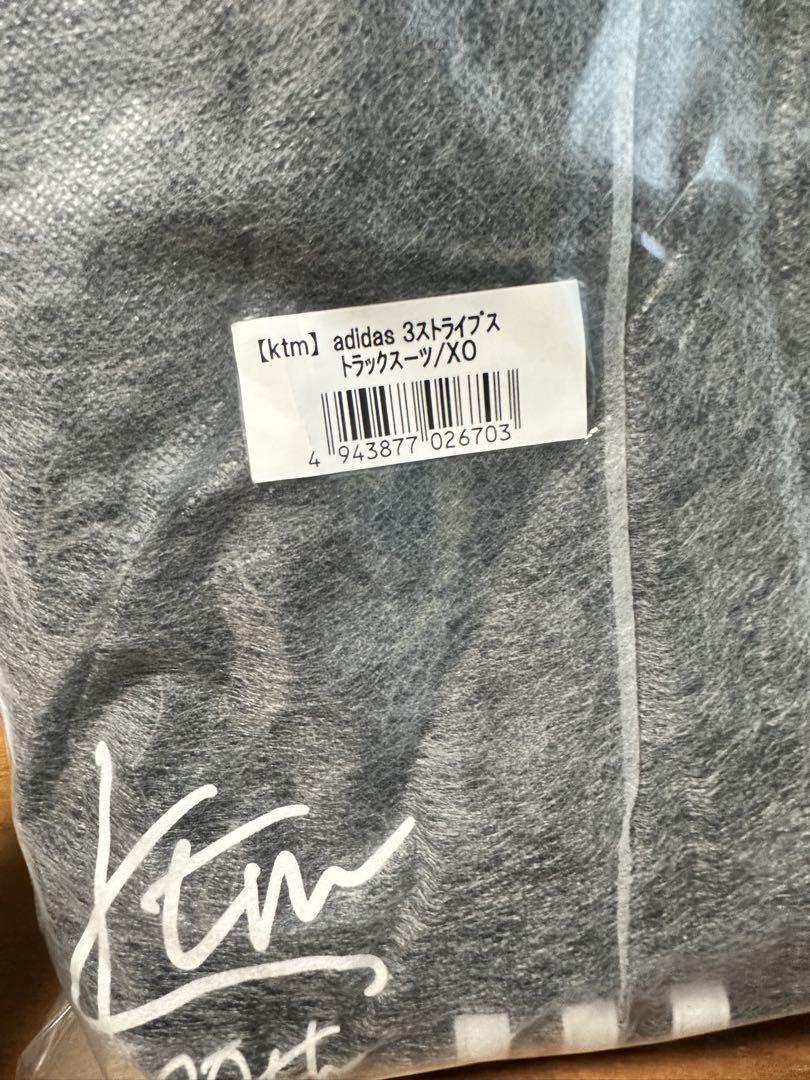 【ktm】 adidas 3ストライプス
トラックスーツ/XO
4 943877 026703
ktm